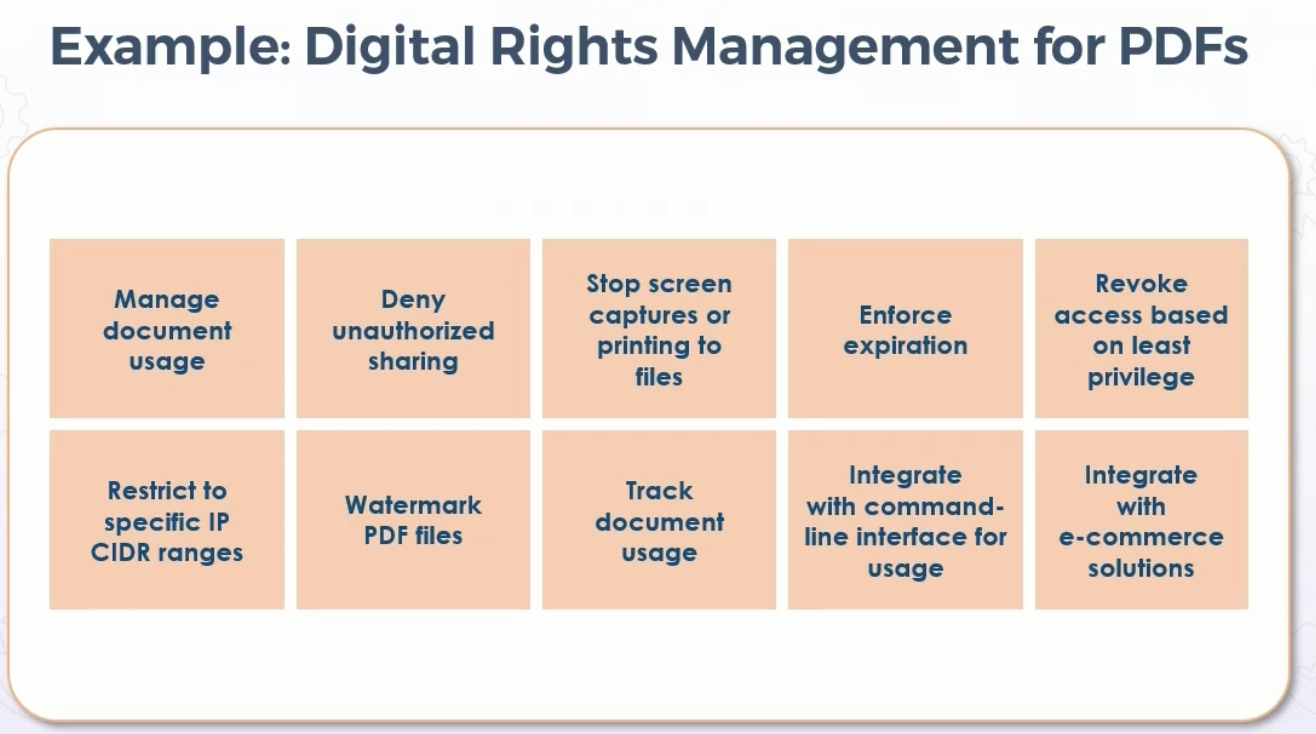 Example: Digital Rights Management for PDFs
Manage
document
usage
Deny
unauthorized
sharing
Stop screen
captures or
printing to
files
Enforce
expiration
Revoke
access based
on least
privilege
Restrict to
specific IP
CIDR ranges
Watermark
PDF files
Track
document
usage
Integrate
with command-
line interface for
usage
Integrate
with
e-commerce
solutions